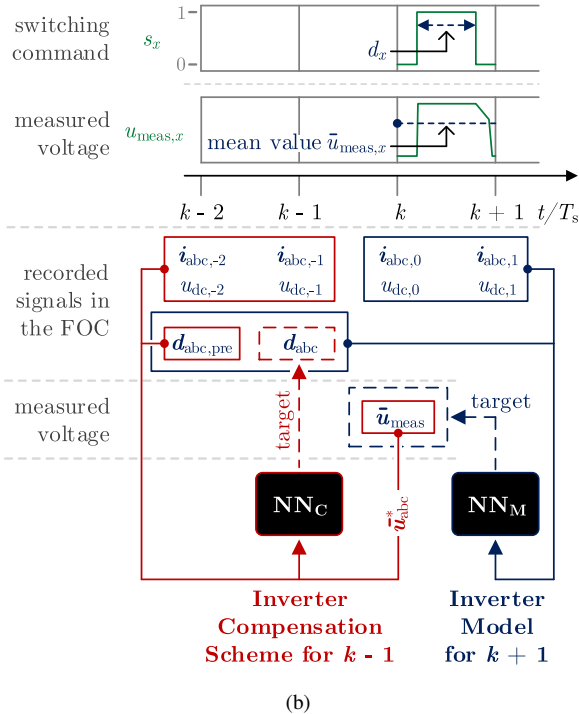 switching
command
s_x
1
0
d_x
measured
voltage
u_meas,x
mean value ū_meas,x
k - 2 k - 1 k k + 1 t/T_s
recorded
signals in
the FOC
i_abc,-2 i_abc,-1 i_abc,0 i_abc,1
u_dc,-2 u_dc,-1 u_dc,0 u_dc,1
d_abc,pre d_abc
measured
voltage
target
ū_meas
target
NN_C
ū*_abc
NN_M
Inverter
Compensation
Scheme for k - 1
Inverter
Model
for k + 1
(b)